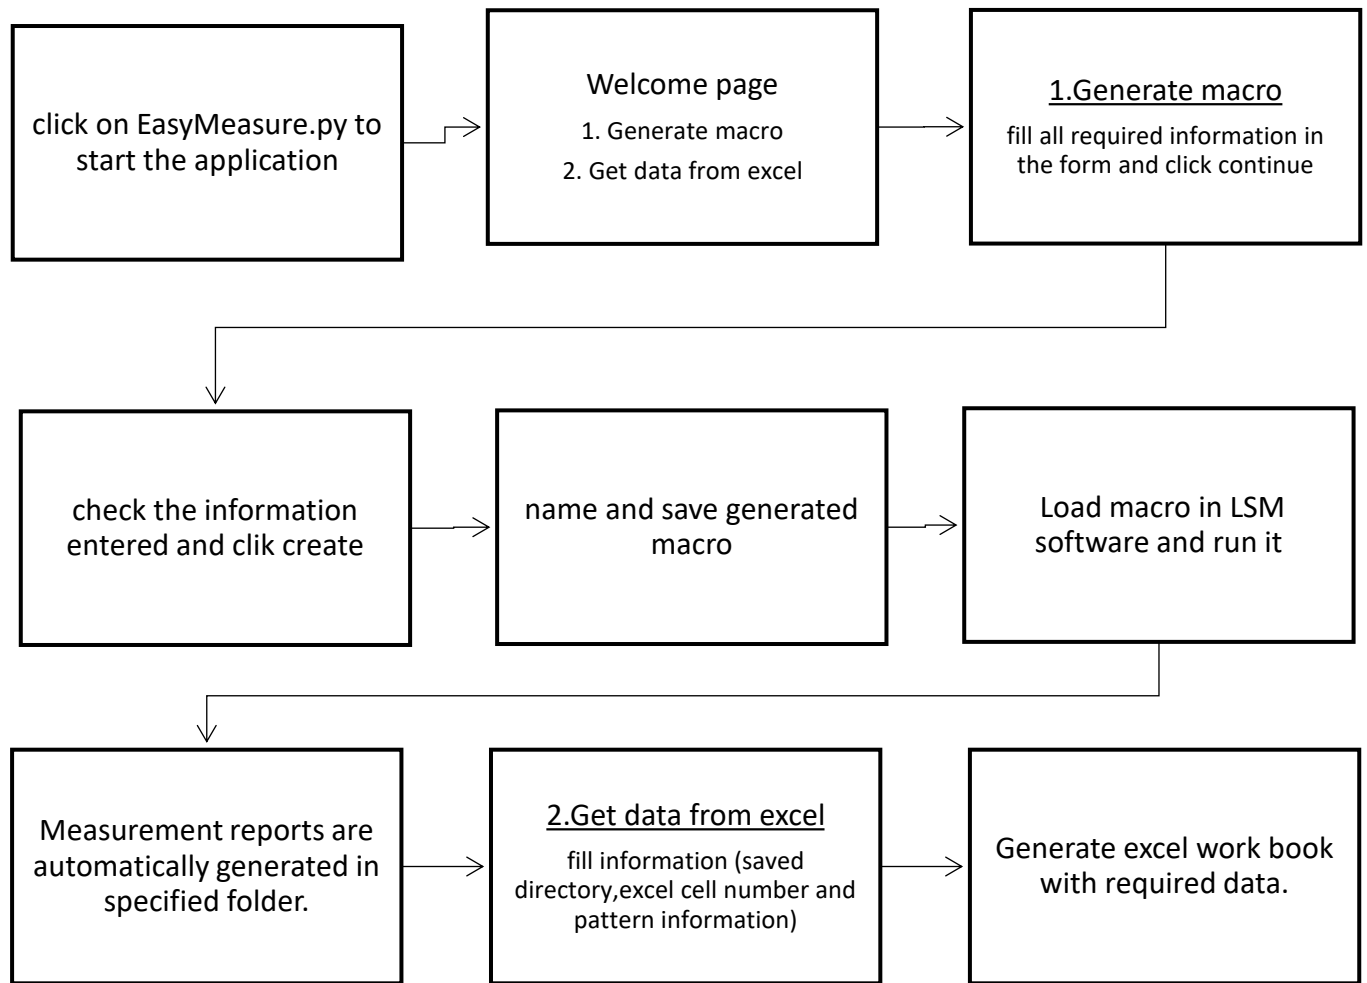 click on EasyMeasure.py to
start the application
Welcome page
1. Generate macro
2. Get data from excel
1.Generate macro
fill all required information in
the form and click continue
check the information
entered and clik create
name and save generated
macro
Load macro in LSM
software and run it
Measurement reports are
automatically generated in
specified folder.
2.Get data from excel
fill information (saved
directory,excel cell number and
pattern information)
Generate excel work book
with required data.